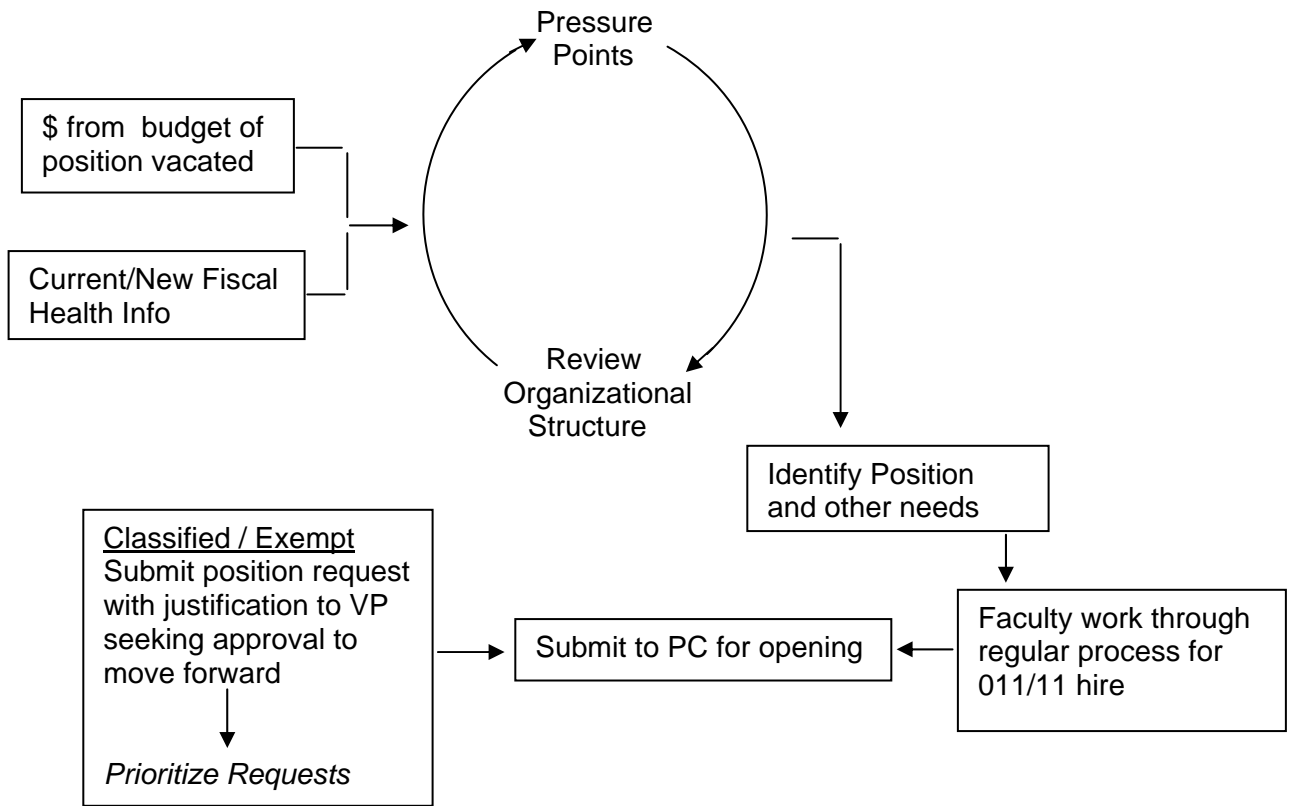 Pressure
Points
$ from  budget of
position vacated
Current/New Fiscal
Health Info
Review
Organizational
Structure
Identify Position
and other needs
Classified / Exempt
Submit position request
with justification to VP
seeking approval to
move forward
Prioritize Requests
Submit to PC for opening
Faculty work through
regular process for
011/11 hire